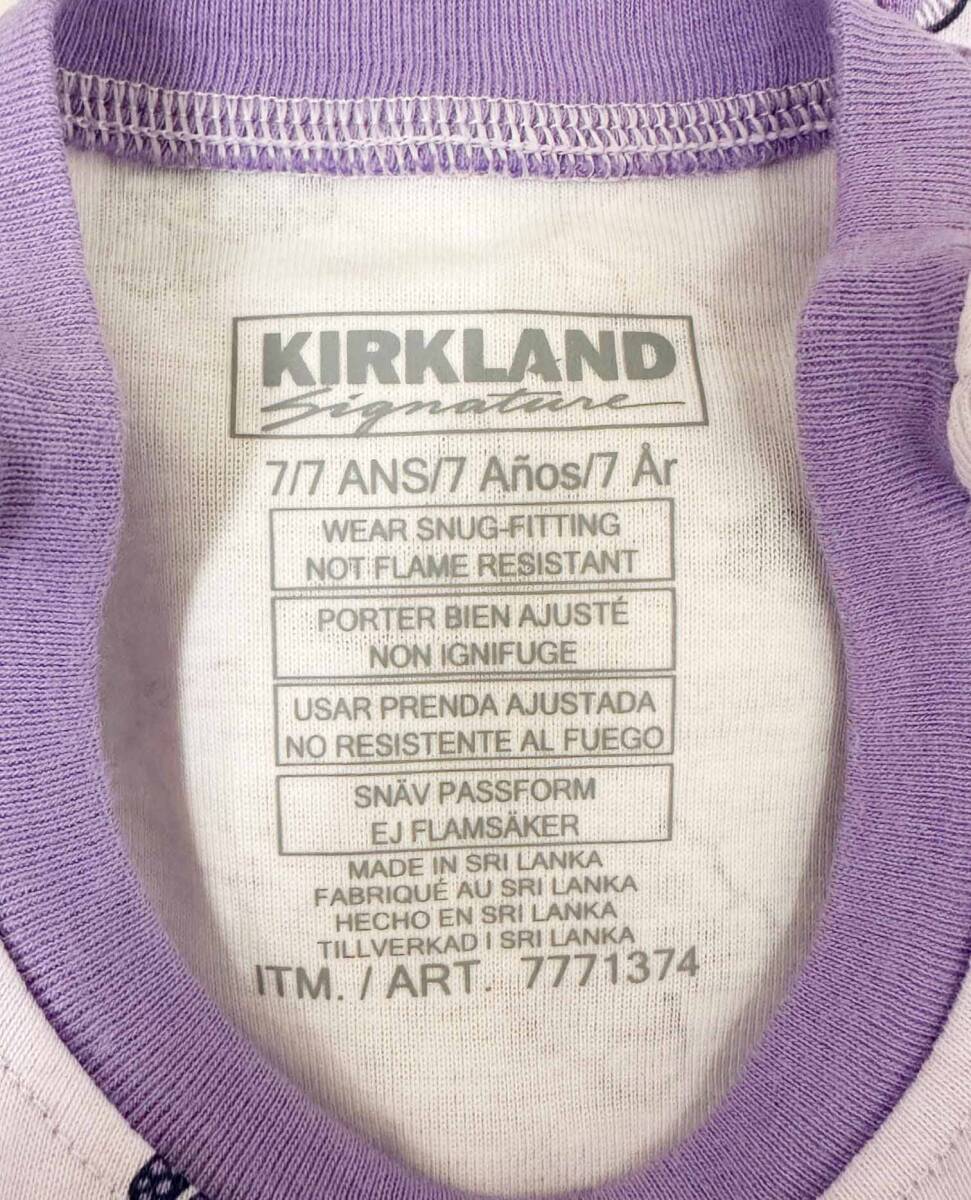 KIRKLAND
Signature
7/7 ANS/7 Años/7 År
WEAR SNUG-FITTING
NOT FLAME RESISTANT
PORTER BIEN AJUSTÉ
NON IGNIFUGE
USAR PRENDA AJUSTADA
NO RESISTENTE AL FUEGO
SNÄV PASSFORM
EJ FLAMSÄKER
MADE IN SRI LANKA
FABRIQUÉ AU SRI LANKA
HECHO EN SRI LANKA
TILLVERKAD I SRI LANKA
ITM. / ART. 7771374